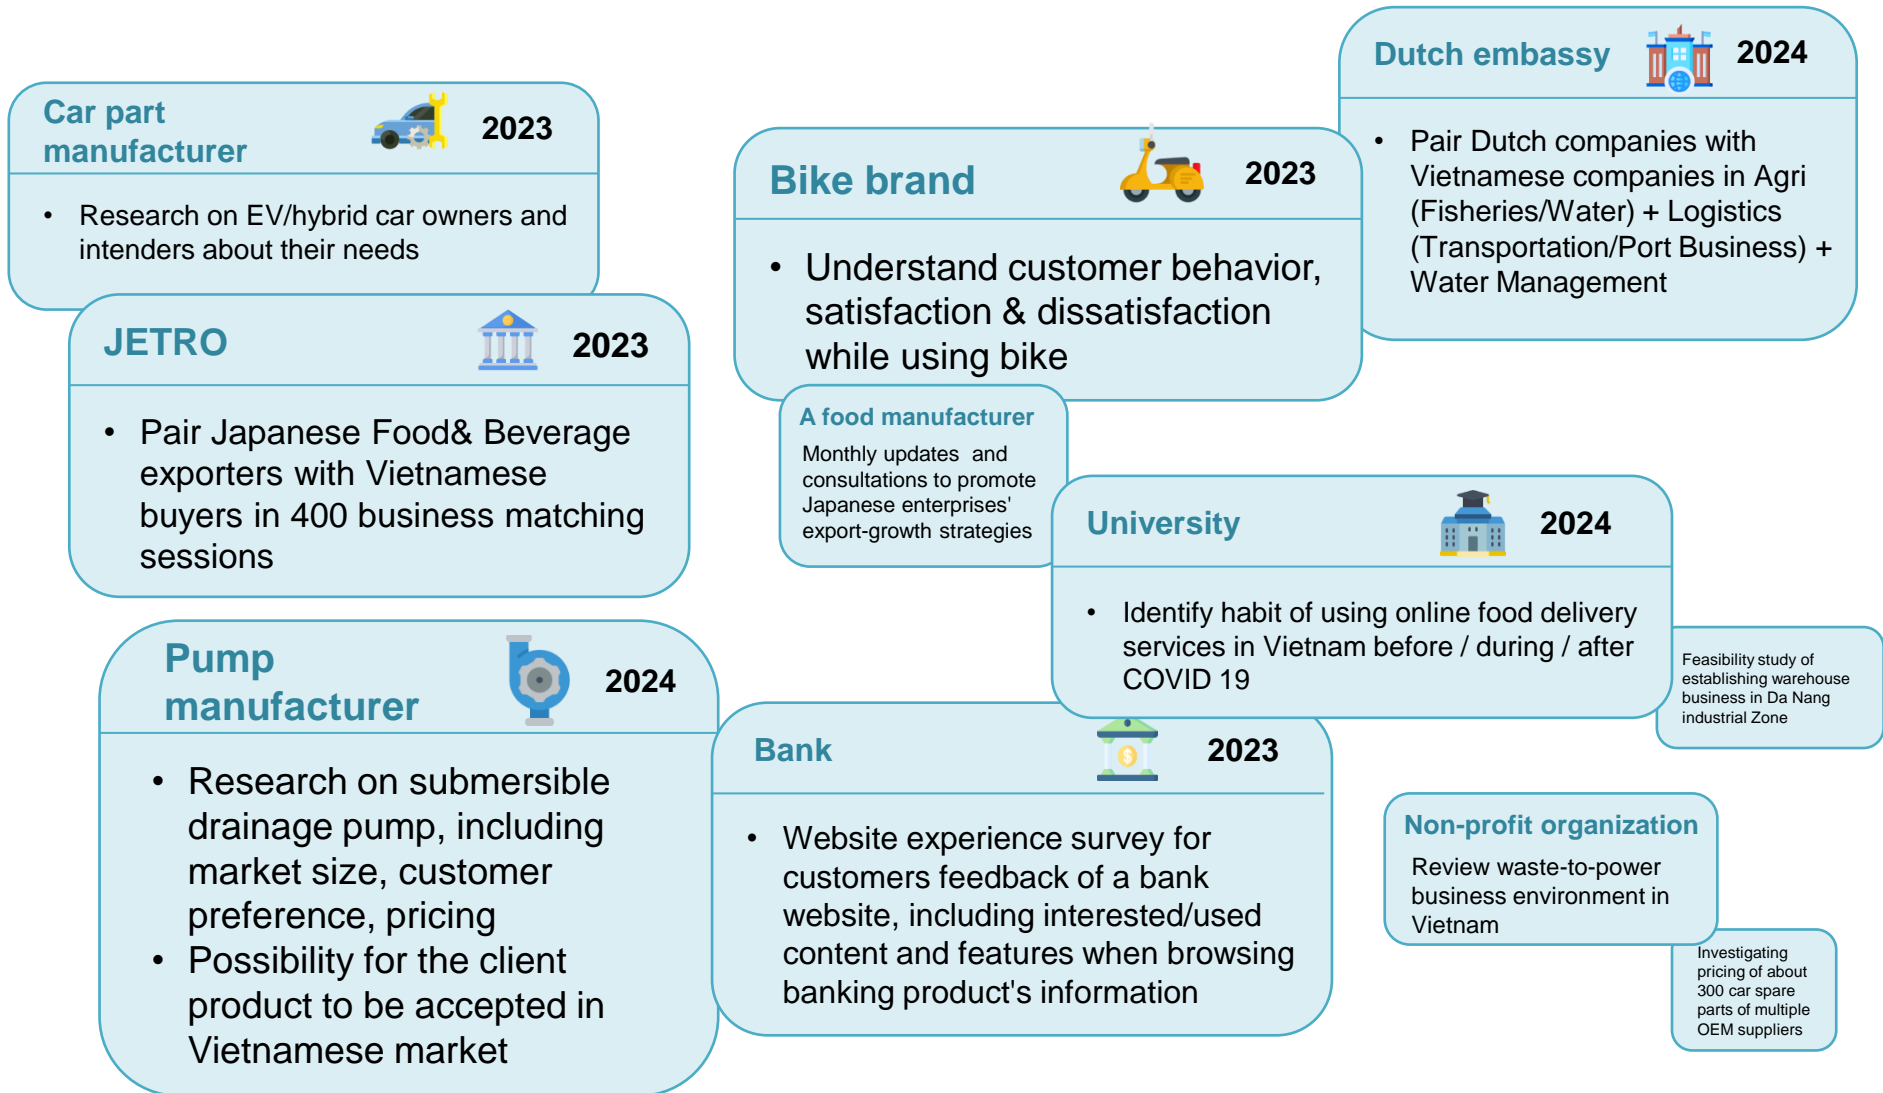 Car part
manufacturer
2023
• Research on EV/hybrid car owners and
intenders about their needs
JETRO
2023
• Pair Japanese Food& Beverage
exporters with Vietnamese
buyers in 400 business matching
sessions
Pump
manufacturer
2024
• Research on submersible
drainage pump, including
market size, customer
preference, pricing
• Possibility for the client
product to be accepted in
Vietnamese market
Bike brand
2023
• Understand customer behavior,
satisfaction & dissatisfaction
while using bike
Dutch embassy
2024
• Pair Dutch companies with
Vietnamese companies in Agri
(Fisheries/Water) + Logistics
(Transportation/Port Business) +
Water Management
A food manufacturer
Monthly updates and
consultations to promote
Japanese enterprises'
export-growth strategies
University
2024
• Identify habit of using online food delivery
services in Vietnam before / during / after
COVID 19
Feasibility study of
establishing warehouse
business in Da Nang
industrial Zone
Bank
2023
• Website experience survey for
customers feedback of a bank
website, including interested/used
content and features when browsing
banking product's information
Non-profit organization
Review waste-to-power
business environment in
Vietnam
Investigating
pricing of about
300 car spare
parts of multiple
OEM suppliers